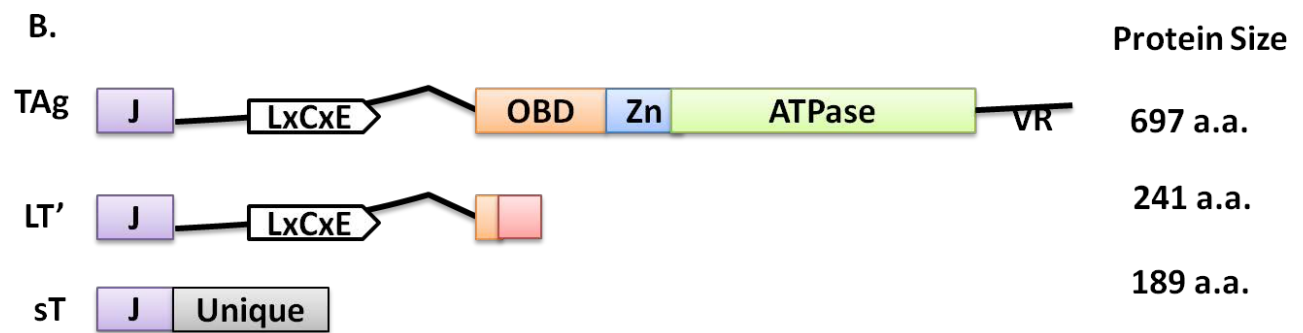 B.
Protein Size
TAg J LxCxE OBD Zn ATPase VR 697 a.a.
LT’ J LxCxE 241 a.a.
sT J Unique 189 a.a.